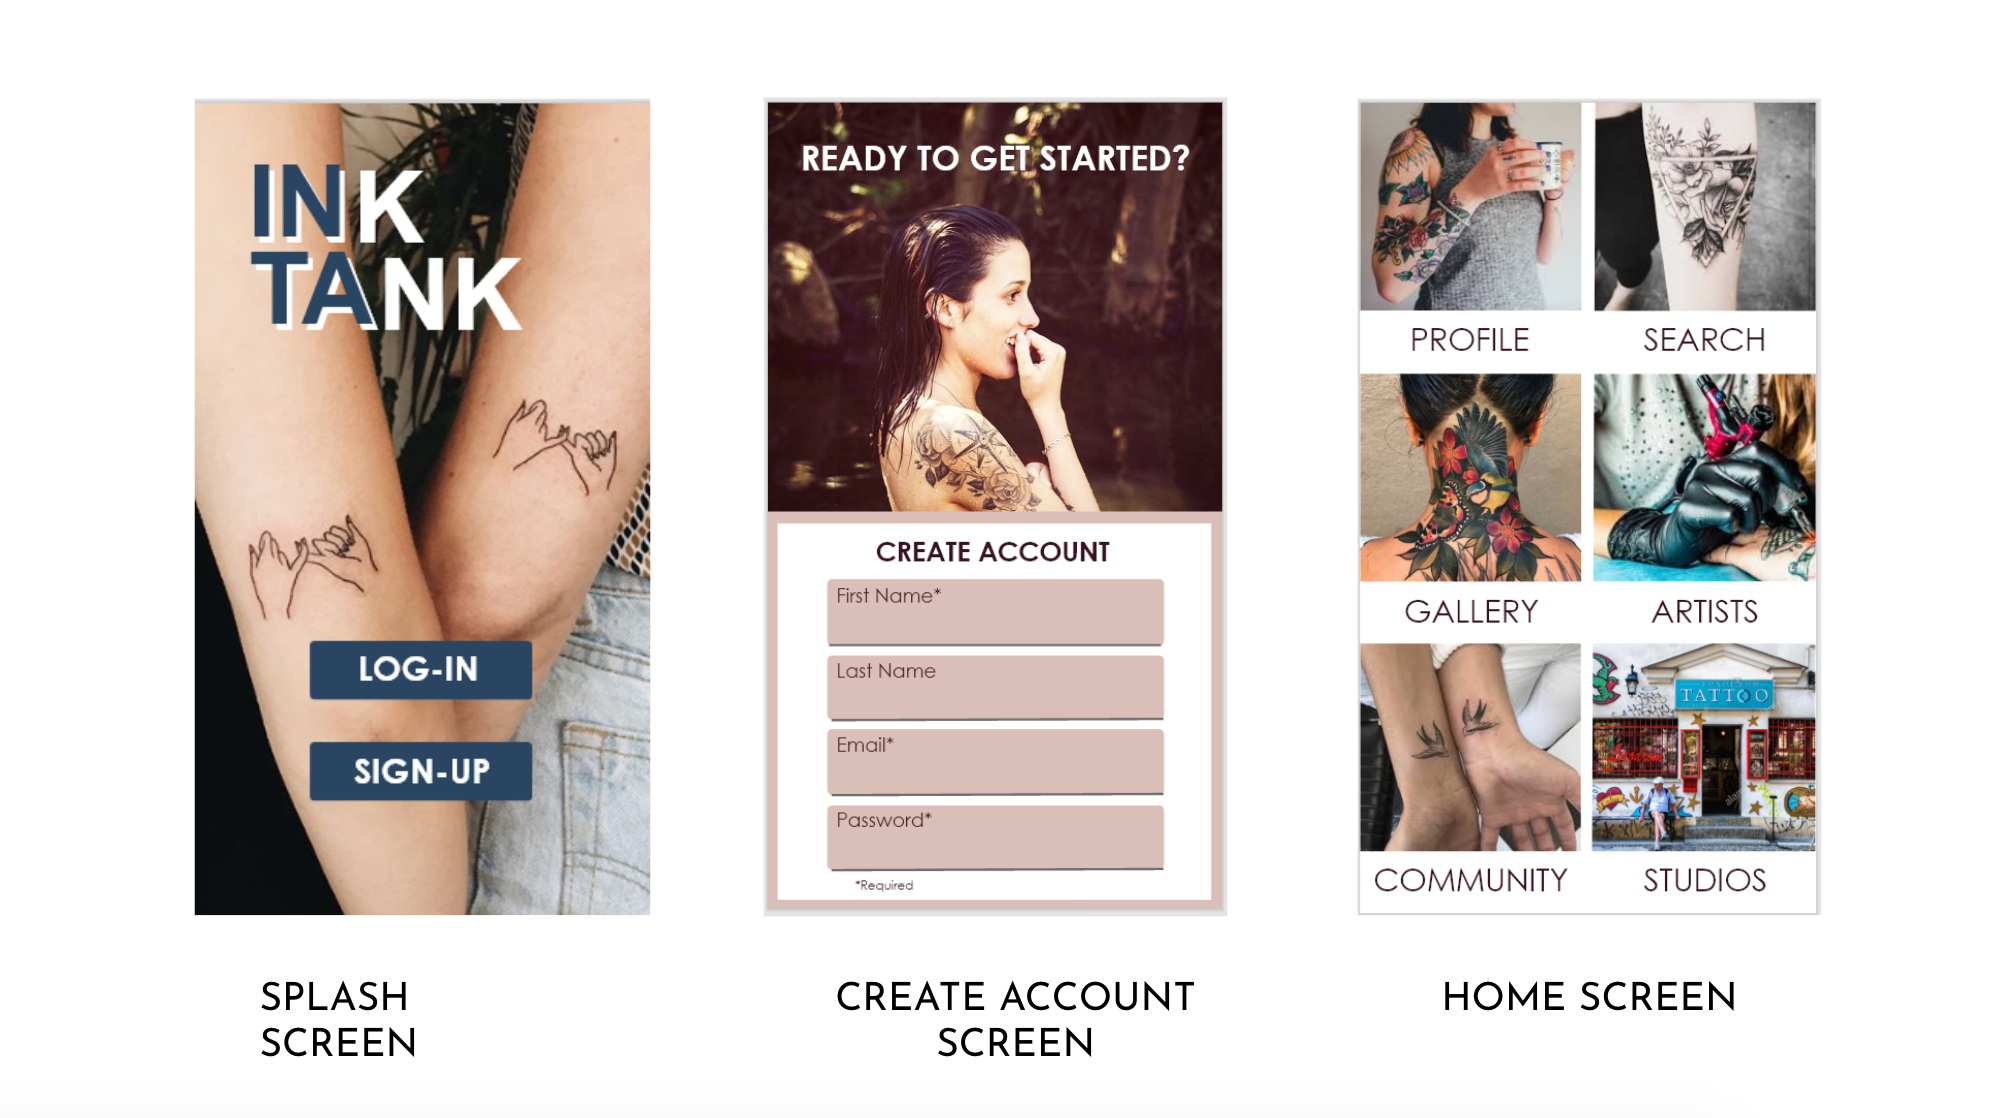 INK
TANK
LOG-IN
SIGN-UP
SPLASH
SCREEN
READY TO GET STARTED?
CREATE ACCOUNT
First Name*
Last Name
Email*
Password*
*Required
CREATE ACCOUNT
SCREEN
PROFILE
SEARCH
GALLERY
ARTISTS
TATTOO
COMMUNITY
STUDIOS
HOME SCREEN